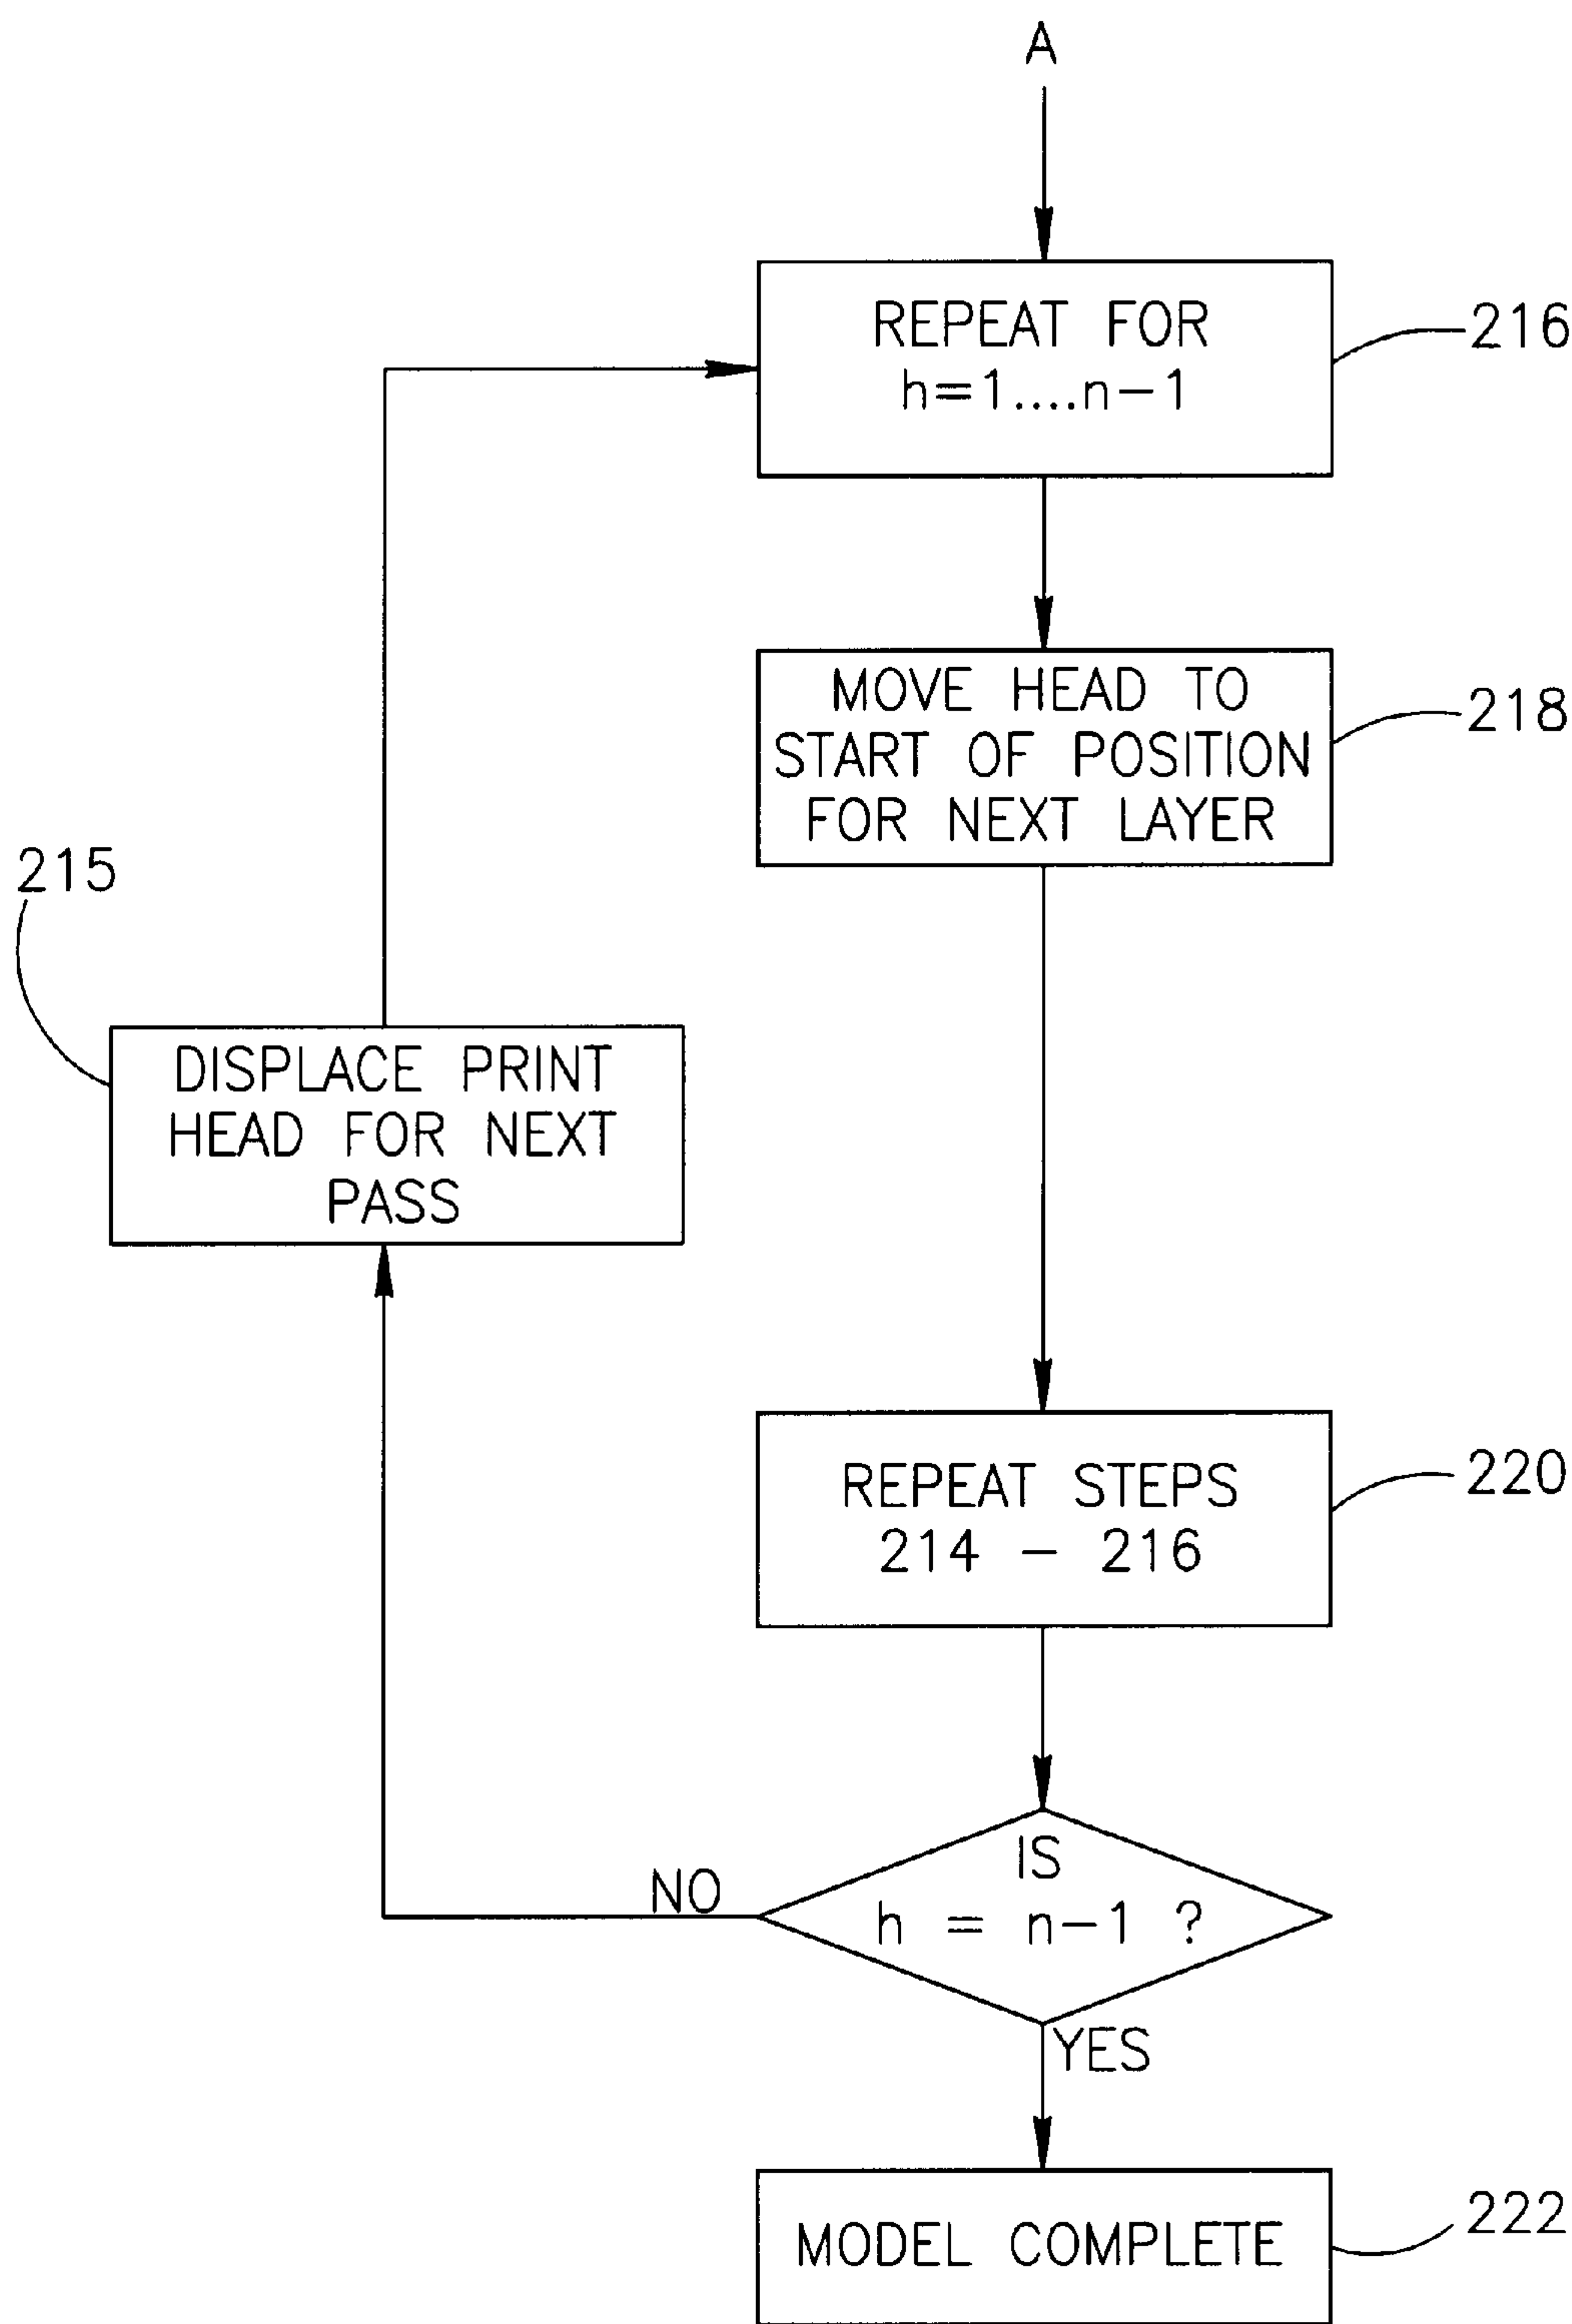 A
REPEAT FOR
h=1....n-1
216
MOVE HEAD TO
START OF POSITION
FOR NEXT LAYER
218
215
DISPLACE PRINT
HEAD FOR NEXT
PASS
REPEAT STEPS
214 - 216
220
IS
h = n-1 ?
NO
YES
MODEL COMPLETE
222